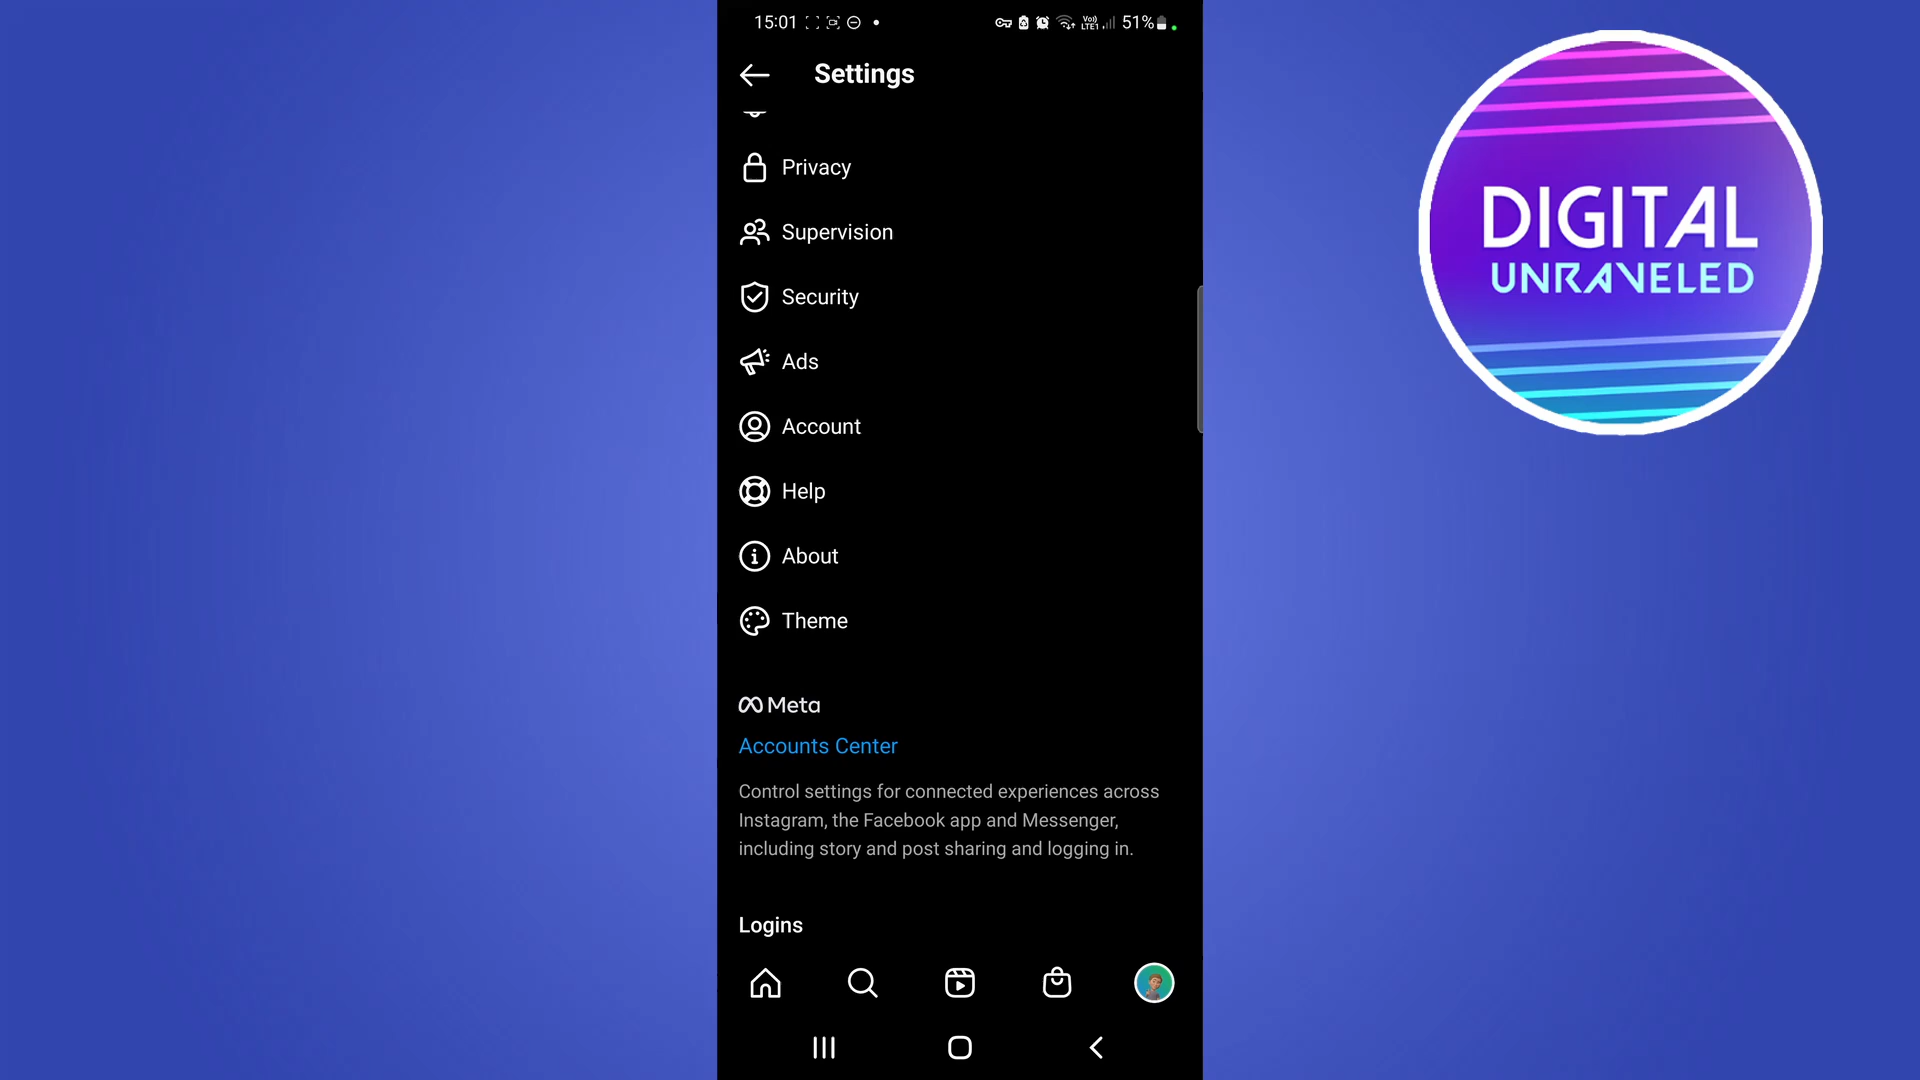 15:01
Vo)) LTE1
51%
Settings
Privacy
Supervision
Security
Ads
Account
Help
About
Theme
Meta
Accounts Center
Control settings for connected experiences across
Instagram, the Facebook app and Messenger,
including story and post sharing and logging in.
Logins
DIGITAL
UNRAVELED